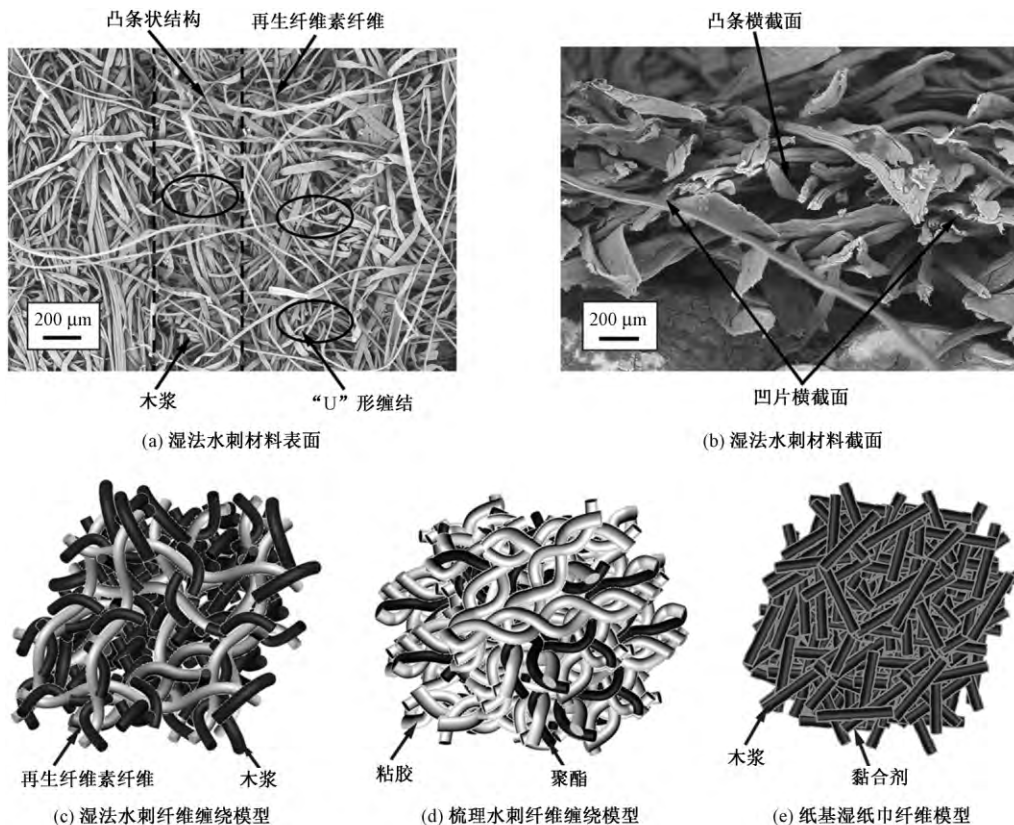 凸条状结构
再生纤维素纤维
200 μm
木浆
“U”形缠结
(a) 湿法水刺材料表面
凸条横截面
200 μm
凹片横截面
(b) 湿法水刺材料截面
再生纤维素纤维
木浆
(c) 湿法水刺纤维缠绕模型
粘胶
聚酯
(d) 梳理水刺纤维缠绕模型
木浆
黏合剂
(e) 纸基湿纸巾纤维模型